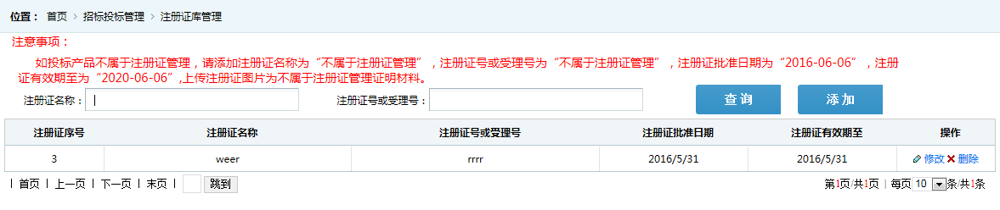 位置： 首页 > 招标投标管理 > 注册证库管理
注意事项：
如投标产品不属于注册证管理，请添加注册证名称为“不属于注册证管理”，注册证号或受理号为“不属于注册证管理”，注册证批准日期为“2016-06-06”，注册
证有效期至为“2020-06-06”,上传注册证图片为不属于注册证管理证明材料。
注册证名称： 注册证号或受理号： 查询 添加
注册证序号 注册证名称 注册证号或受理号 注册证批准日期 注册证有效期至 操作
3 weer rrrr 2016/5/31 2016/5/31 修改 删除
| 首页 | 上一页 | 下一页 | 末页 | 跳到 第1页/共1页 | 每页 10 条/共1条